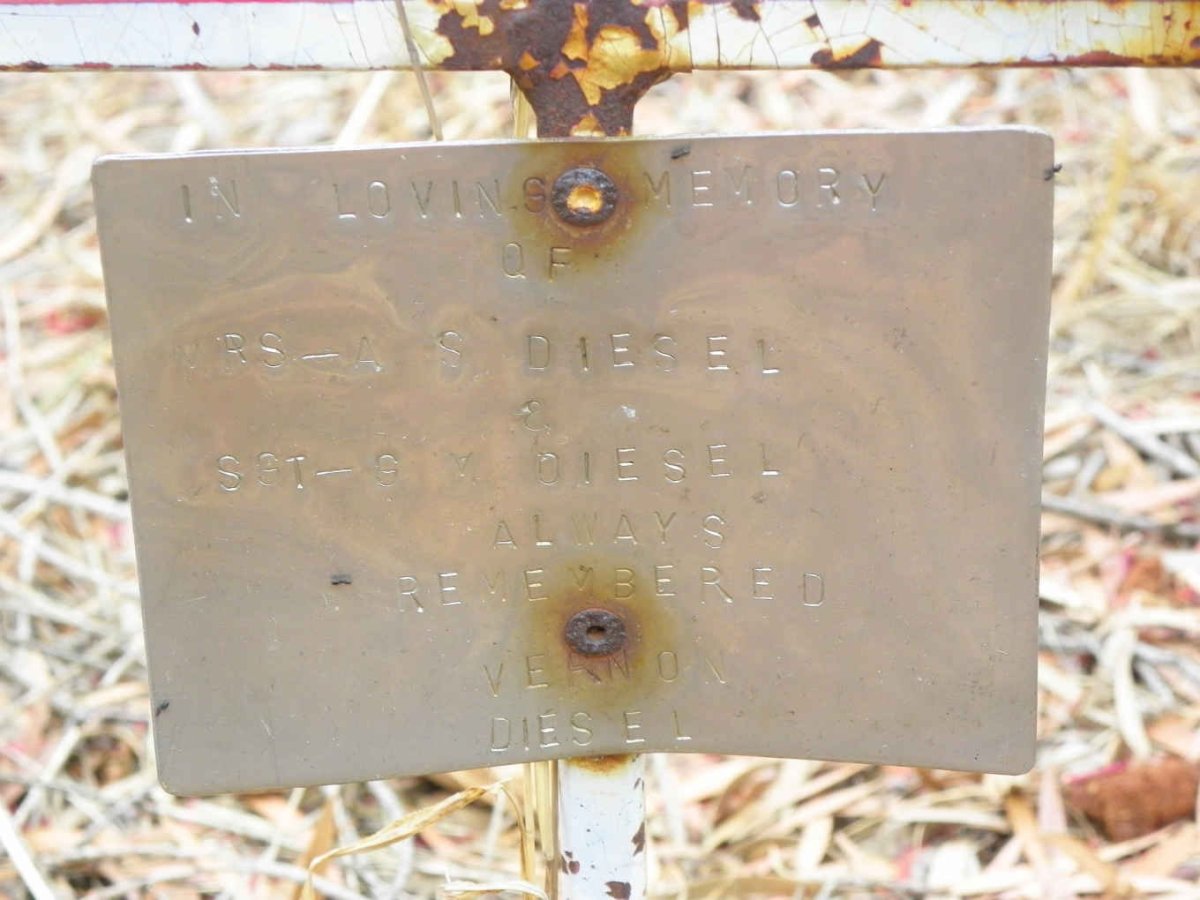 IN LOVING MEMORY
OF
MRS-A S DIESEL
&
SGT-G V DIESEL
ALWAYS
REMEMBERED
VERNON
DIESEL